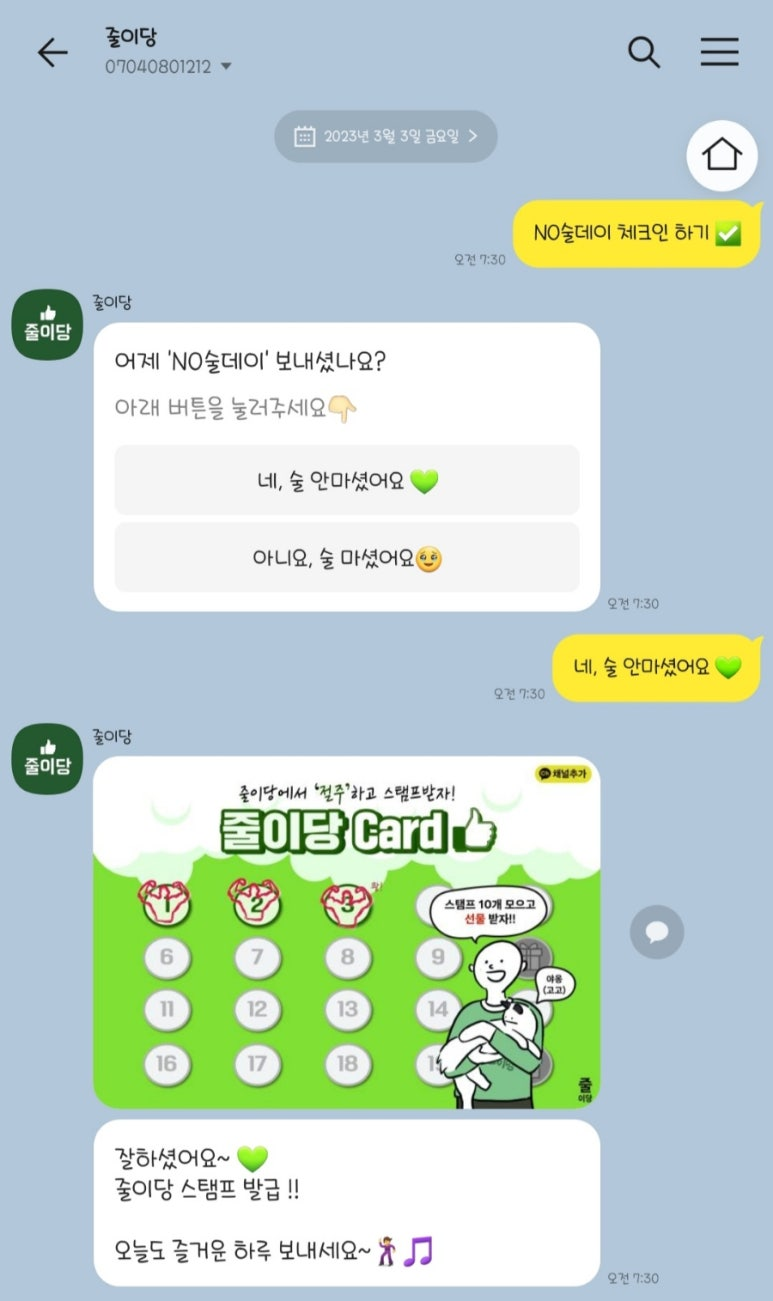 줄이당
07040801212
2023년 3월 3일 금요일
NO술데이 체크인 하기 ✅
오전 7:30
줄이당
줄이당
어제 'NO술데이' 보내셨나요?
아래 버튼을 눌러주세요👇🏻
네, 술 안마셨어요 💚
아니요, 술 마셨어요🥹
오전 7:30
네, 술 안마셨어요 💚
오전 7:30
줄이당
줄이당
채널추가
줄이당에서 '절주'하고 스탬프받자!
줄이당 Card
1 2 3
스탬프 10개 모으고
선물 받자!!
6 7 8 9
야옹
(고고)
11 12 13 14
16 17 18
줄
이당
잘하셨어요~ 💚
줄이당 스탬프 발급 !!
오늘도 즐거운 하루 보내세요~🕺🎵
오전 7:30